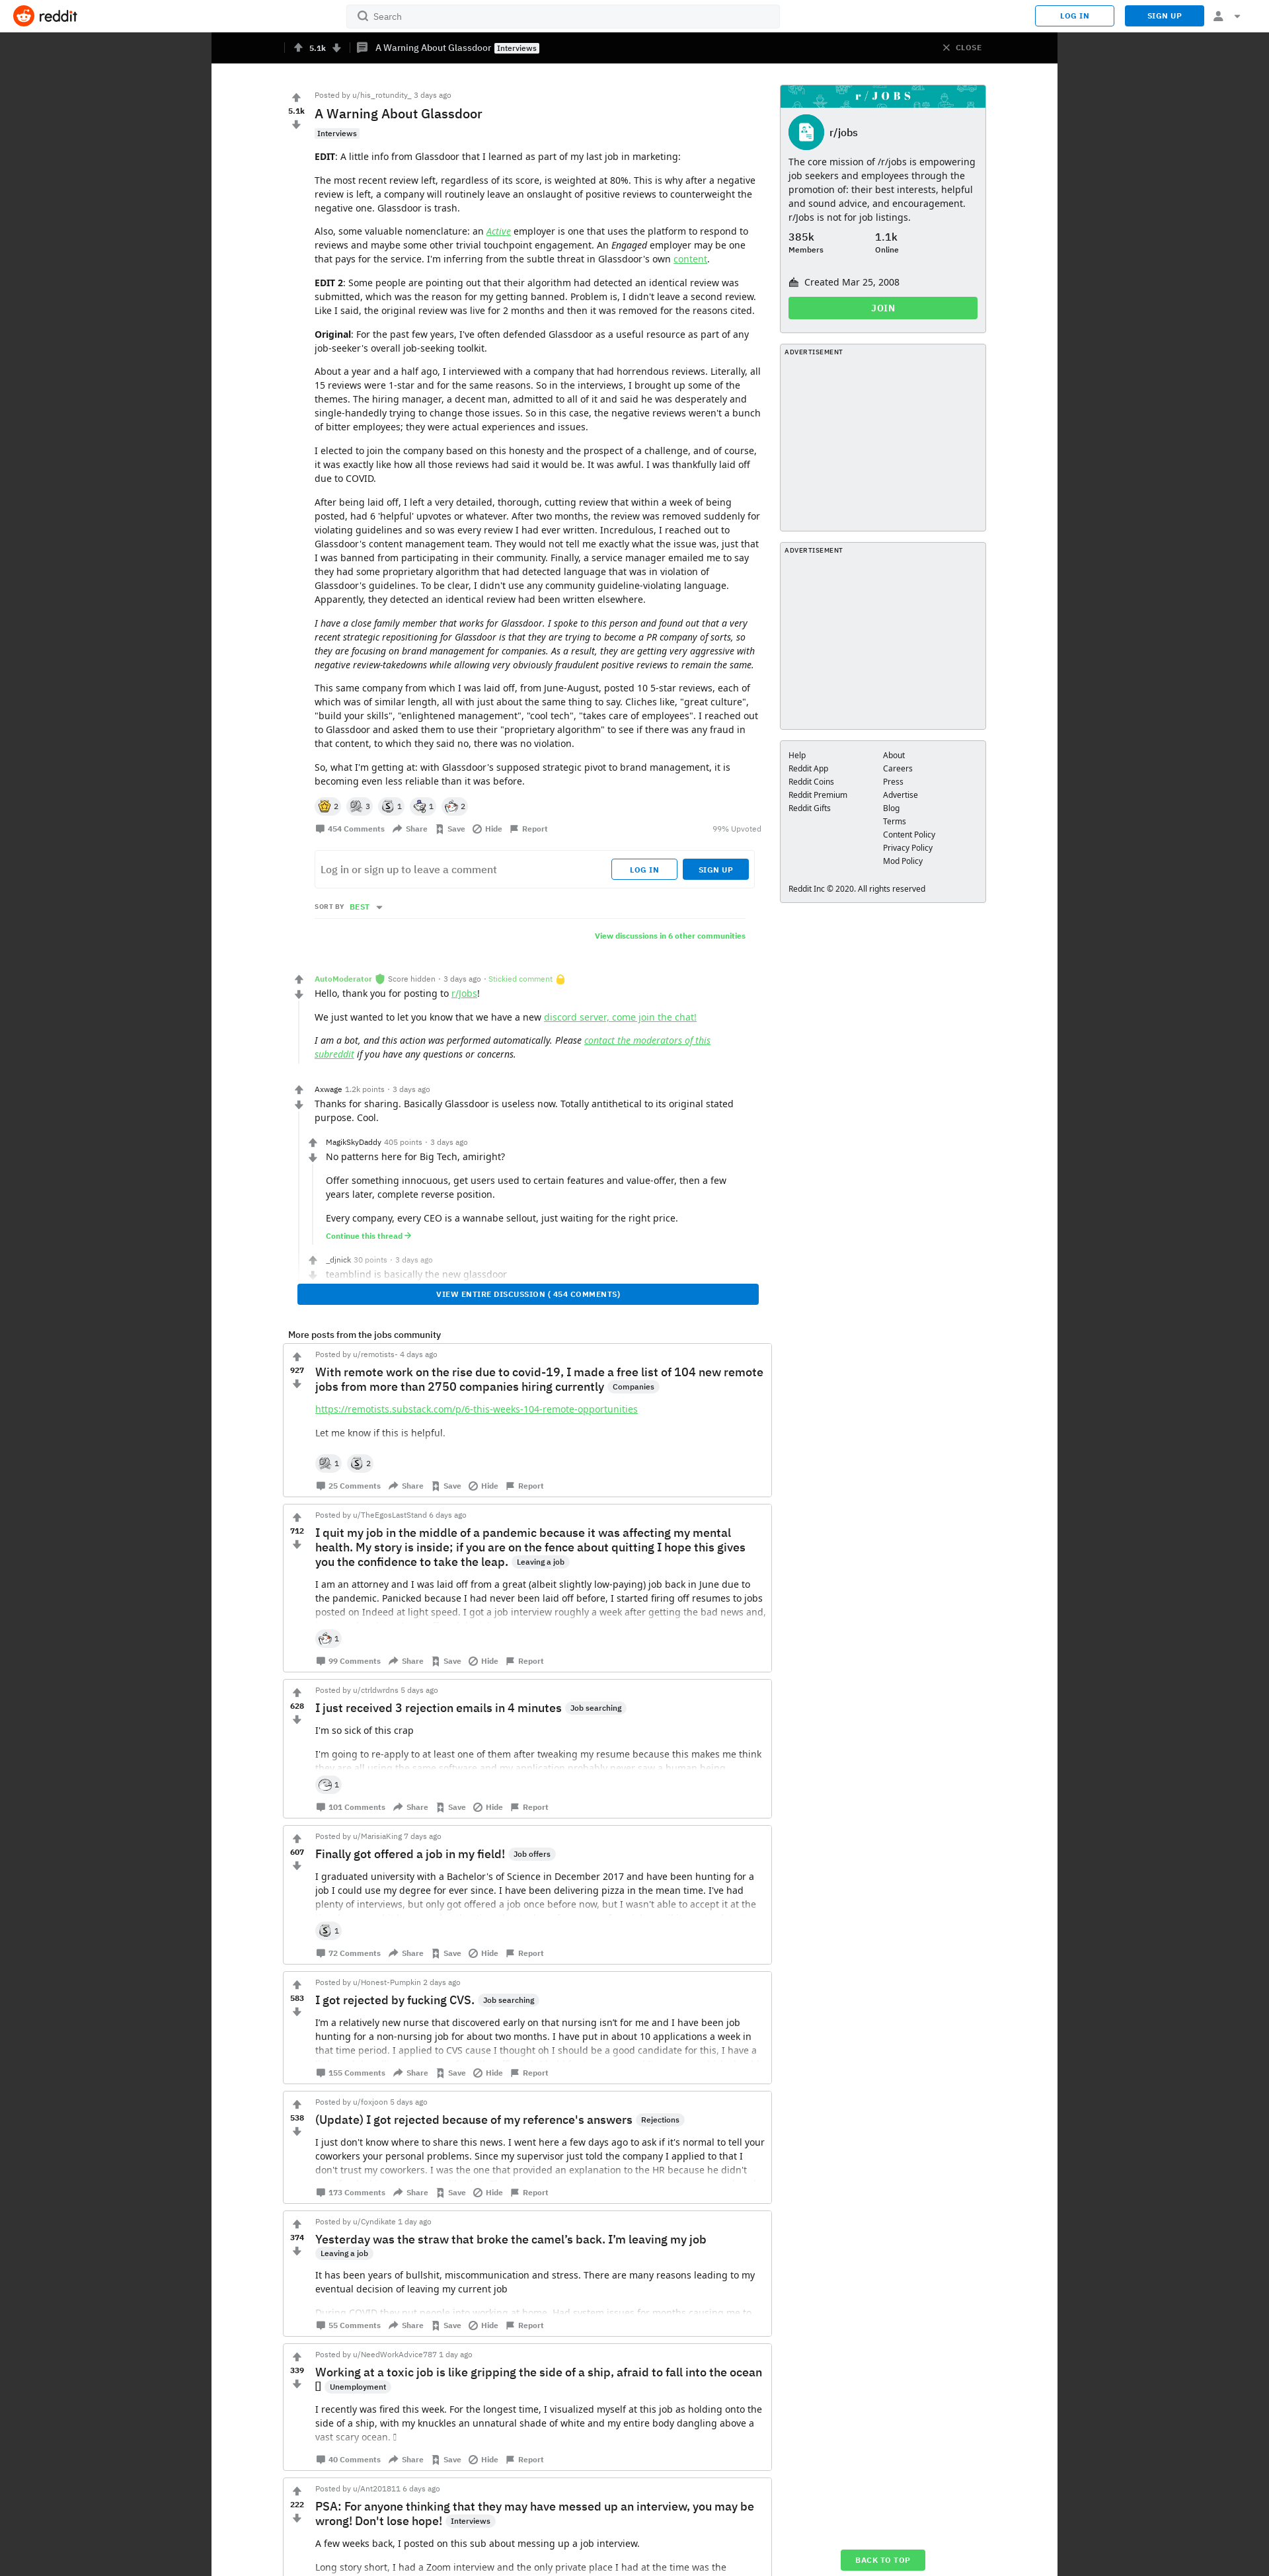 reddit
Search
LOG IN
SIGN UP
5.1k
A Warning About Glassdoor Interviews
CLOSE
5.1k
Posted by u/his_rotundity_ 3 days ago
A Warning About Glassdoor
Interviews
EDIT: A little info from Glassdoor that I learned as part of my last job in marketing:
The most recent review left, regardless of its score, is weighted at 80%. This is why after a negative
review is left, a company will routinely leave an onslaught of positive reviews to counterweight the
negative one. Glassdoor is trash.
Also, some valuable nomenclature: an Active employer is one that uses the platform to respond to
reviews and maybe some other trivial touchpoint engagement. An Engaged employer may be one
that pays for the service. I'm inferring from the subtle threat in Glassdoor's own content.
EDIT 2: Some people are pointing out that their algorithm had detected an identical review was
submitted, which was the reason for my getting banned. Problem is, I didn't leave a second review.
Like I said, the original review was live for 2 months and then it was removed for the reasons cited.
Original: For the past few years, I've often defended Glassdoor as a useful resource as part of any
job-seeker's overall job-seeking toolkit.
About a year and a half ago, I interviewed with a company that had horrendous reviews. Literally, all
15 reviews were 1-star and for the same reasons. So in the interviews, I brought up some of the
themes. The hiring manager, a decent man, admitted to all of it and said he was desperately and
single-handedly trying to change those issues. So in this case, the negative reviews weren't a bunch
of bitter employees; they were actual experiences and issues.
I elected to join the company based on this honesty and the prospect of a challenge, and of course,
it was exactly like how all those reviews had said it would be. It was awful. I was thankfully laid off
due to COVID.
After being laid off, I left a very detailed, thorough, cutting review that within a week of being
posted, had 6 'helpful' upvotes or whatever. After two months, the review was removed suddenly for
violating guidelines and so was every review I had ever written. Incredulous, I reached out to
Glassdoor's content management team. They would not tell me exactly what the issue was, just that
I was banned from participating in their community. Finally, a service manager emailed me to say
they had some proprietary algorithm that had detected language that was in violation of
Glassdoor's guidelines. To be clear, I didn't use any community guideline-violating language.
Apparently, they detected an identical review had been written elsewhere.
I have a close family member that works for Glassdoor. I spoke to this person and found out that a very
recent strategic repositioning for Glassdoor is that they are trying to become a PR company of sorts, so
they are focusing on brand management for companies. As a result, they are getting very aggressive with
negative review-takedowns while allowing very obviously fraudulent positive reviews to remain the same.
This same company from which I was laid off, from June-August, posted 10 5-star reviews, each of
which was of similar length, all with just about the same thing to say. Cliches like, "great culture",
"build your skills", "enlightened management", "cool tech", "takes care of employees". I reached out
to Glassdoor and asked them to use their "proprietary algorithm" to see if there was any fraud in
that content, to which they said no, there was no violation.
So, what I'm getting at: with Glassdoor's supposed strategic pivot to brand management, it is
becoming even less reliable than it was before.
2 3 1 1 2
454 Comments Share Save Hide Report 99% Upvoted
Log in or sign up to leave a comment LOG IN SIGN UP
SORT BY BEST
View discussions in 6 other communities
AutoModerator Score hidden · 3 days ago · Stickied comment
Hello, thank you for posting to r/Jobs!
We just wanted to let you know that we have a new discord server, come join the chat!
I am a bot, and this action was performed automatically. Please contact the moderators of this
subreddit if you have any questions or concerns.
Axwage 1.2k points · 3 days ago
Thanks for sharing. Basically Glassdoor is useless now. Totally antithetical to its original stated
purpose. Cool.
MagikSkyDaddy 405 points · 3 days ago
No patterns here for Big Tech, amiright?
Offer something innocuous, get users used to certain features and value-offer, then a few
years later, complete reverse position.
Every company, every CEO is a wannabe sellout, just waiting for the right price.
Continue this thread
_djnick 30 points · 3 days ago
teamblind is basically the new glassdoor
VIEW ENTIRE DISCUSSION ( 454 COMMENTS)
More posts from the jobs community
927
Posted by u/remotists- 4 days ago
With remote work on the rise due to covid-19, I made a free list of 104 new remote
jobs from more than 2750 companies hiring currently Companies
https://remotists.substack.com/p/6-this-weeks-104-remote-opportunities
Let me know if this is helpful.
1 2
25 Comments Share Save Hide Report
712
Posted by u/TheEgosLastStand 6 days ago
I quit my job in the middle of a pandemic because it was affecting my mental
health. My story is inside; if you are on the fence about quitting I hope this gives
you the confidence to take the leap. Leaving a job
I am an attorney and I was laid off from a great (albeit slightly low-paying) job back in June due to
the pandemic. Panicked because I had never been laid off before, I started firing off resumes to jobs
posted on Indeed at light speed. I got a job interview roughly a week after getting the bad news and,
1
99 Comments Share Save Hide Report
628
Posted by u/ctrldwrdns 5 days ago
I just received 3 rejection emails in 4 minutes Job searching
I'm so sick of this crap
I'm going to re-apply to at least one of them after tweaking my resume because this makes me think
they are all using the same software and my application probably never saw a human being
1
101 Comments Share Save Hide Report
607
Posted by u/MarisiaKing 7 days ago
Finally got offered a job in my field! Job offers
I graduated university with a Bachelor's of Science in December 2017 and have been hunting for a
job I could use my degree for ever since. I have been delivering pizza in the mean time. I've had
plenty of interviews, but only got offered a job once before now, but I wasn't able to accept it at the
1
72 Comments Share Save Hide Report
583
Posted by u/Honest-Pumpkin 2 days ago
I got rejected by fucking CVS. Job searching
I’m a relatively new nurse that discovered early on that nursing isn’t for me and I have been job
hunting for a non-nursing job for about two months. I have put in about 10 applications a week in
that time period. I applied to CVS cause I thought oh I should be a good candidate for this, I have a
155 Comments Share Save Hide Report
538
Posted by u/foxjoon 5 days ago
(Update) I got rejected because of my reference's answers Rejections
I just don't know where to share this news. I went here a few days ago to ask if it's normal to tell your
coworkers your personal problems. Since my supervisor just told the company I applied to that I
don't trust my coworkers. I was the one that provided an explanation to the HR because he didn't
173 Comments Share Save Hide Report
374
Posted by u/Cyndikate 1 day ago
Yesterday was the straw that broke the camel’s back. I’m leaving my job
Leaving a job
It has been years of bullshit, miscommunication and stress. There are many reasons leading to my
eventual decision of leaving my current job
During COVID they put people into working at home. Had system issues for months causing me to
55 Comments Share Save Hide Report
339
Posted by u/NeedWorkAdvice787 1 day ago
Working at a toxic job is like gripping the side of a ship, afraid to fall into the ocean
Unemployment
I recently was fired this week. For the longest time, I visualized myself at this job as holding onto the
side of a ship, with my knuckles an unnatural shade of white and my entire body dangling above a
vast scary ocean.
40 Comments Share Save Hide Report
222
Posted by u/Ant201811 6 days ago
PSA: For anyone thinking that they may have messed up an interview, you may be
wrong! Don't lose hope! Interviews
A few weeks back, I posted on this sub about messing up a job interview.
Long story short, I had a Zoom interview and the only private place I had at the time was the
r/JOBS
r/jobs
The core mission of /r/jobs is empowering
job seekers and employees through the
promotion of: their best interests, helpful
and sound advice, and encouragement.
r/Jobs is not for job listings.
385k 1.1k
Members Online
Created Mar 25, 2008
JOIN
ADVERTISEMENT
ADVERTISEMENT
Help About
Reddit App Careers
Reddit Coins Press
Reddit Premium Advertise
Reddit Gifts Blog
Terms
Content Policy
Privacy Policy
Mod Policy
Reddit Inc © 2020. All rights reserved
BACK TO TOP